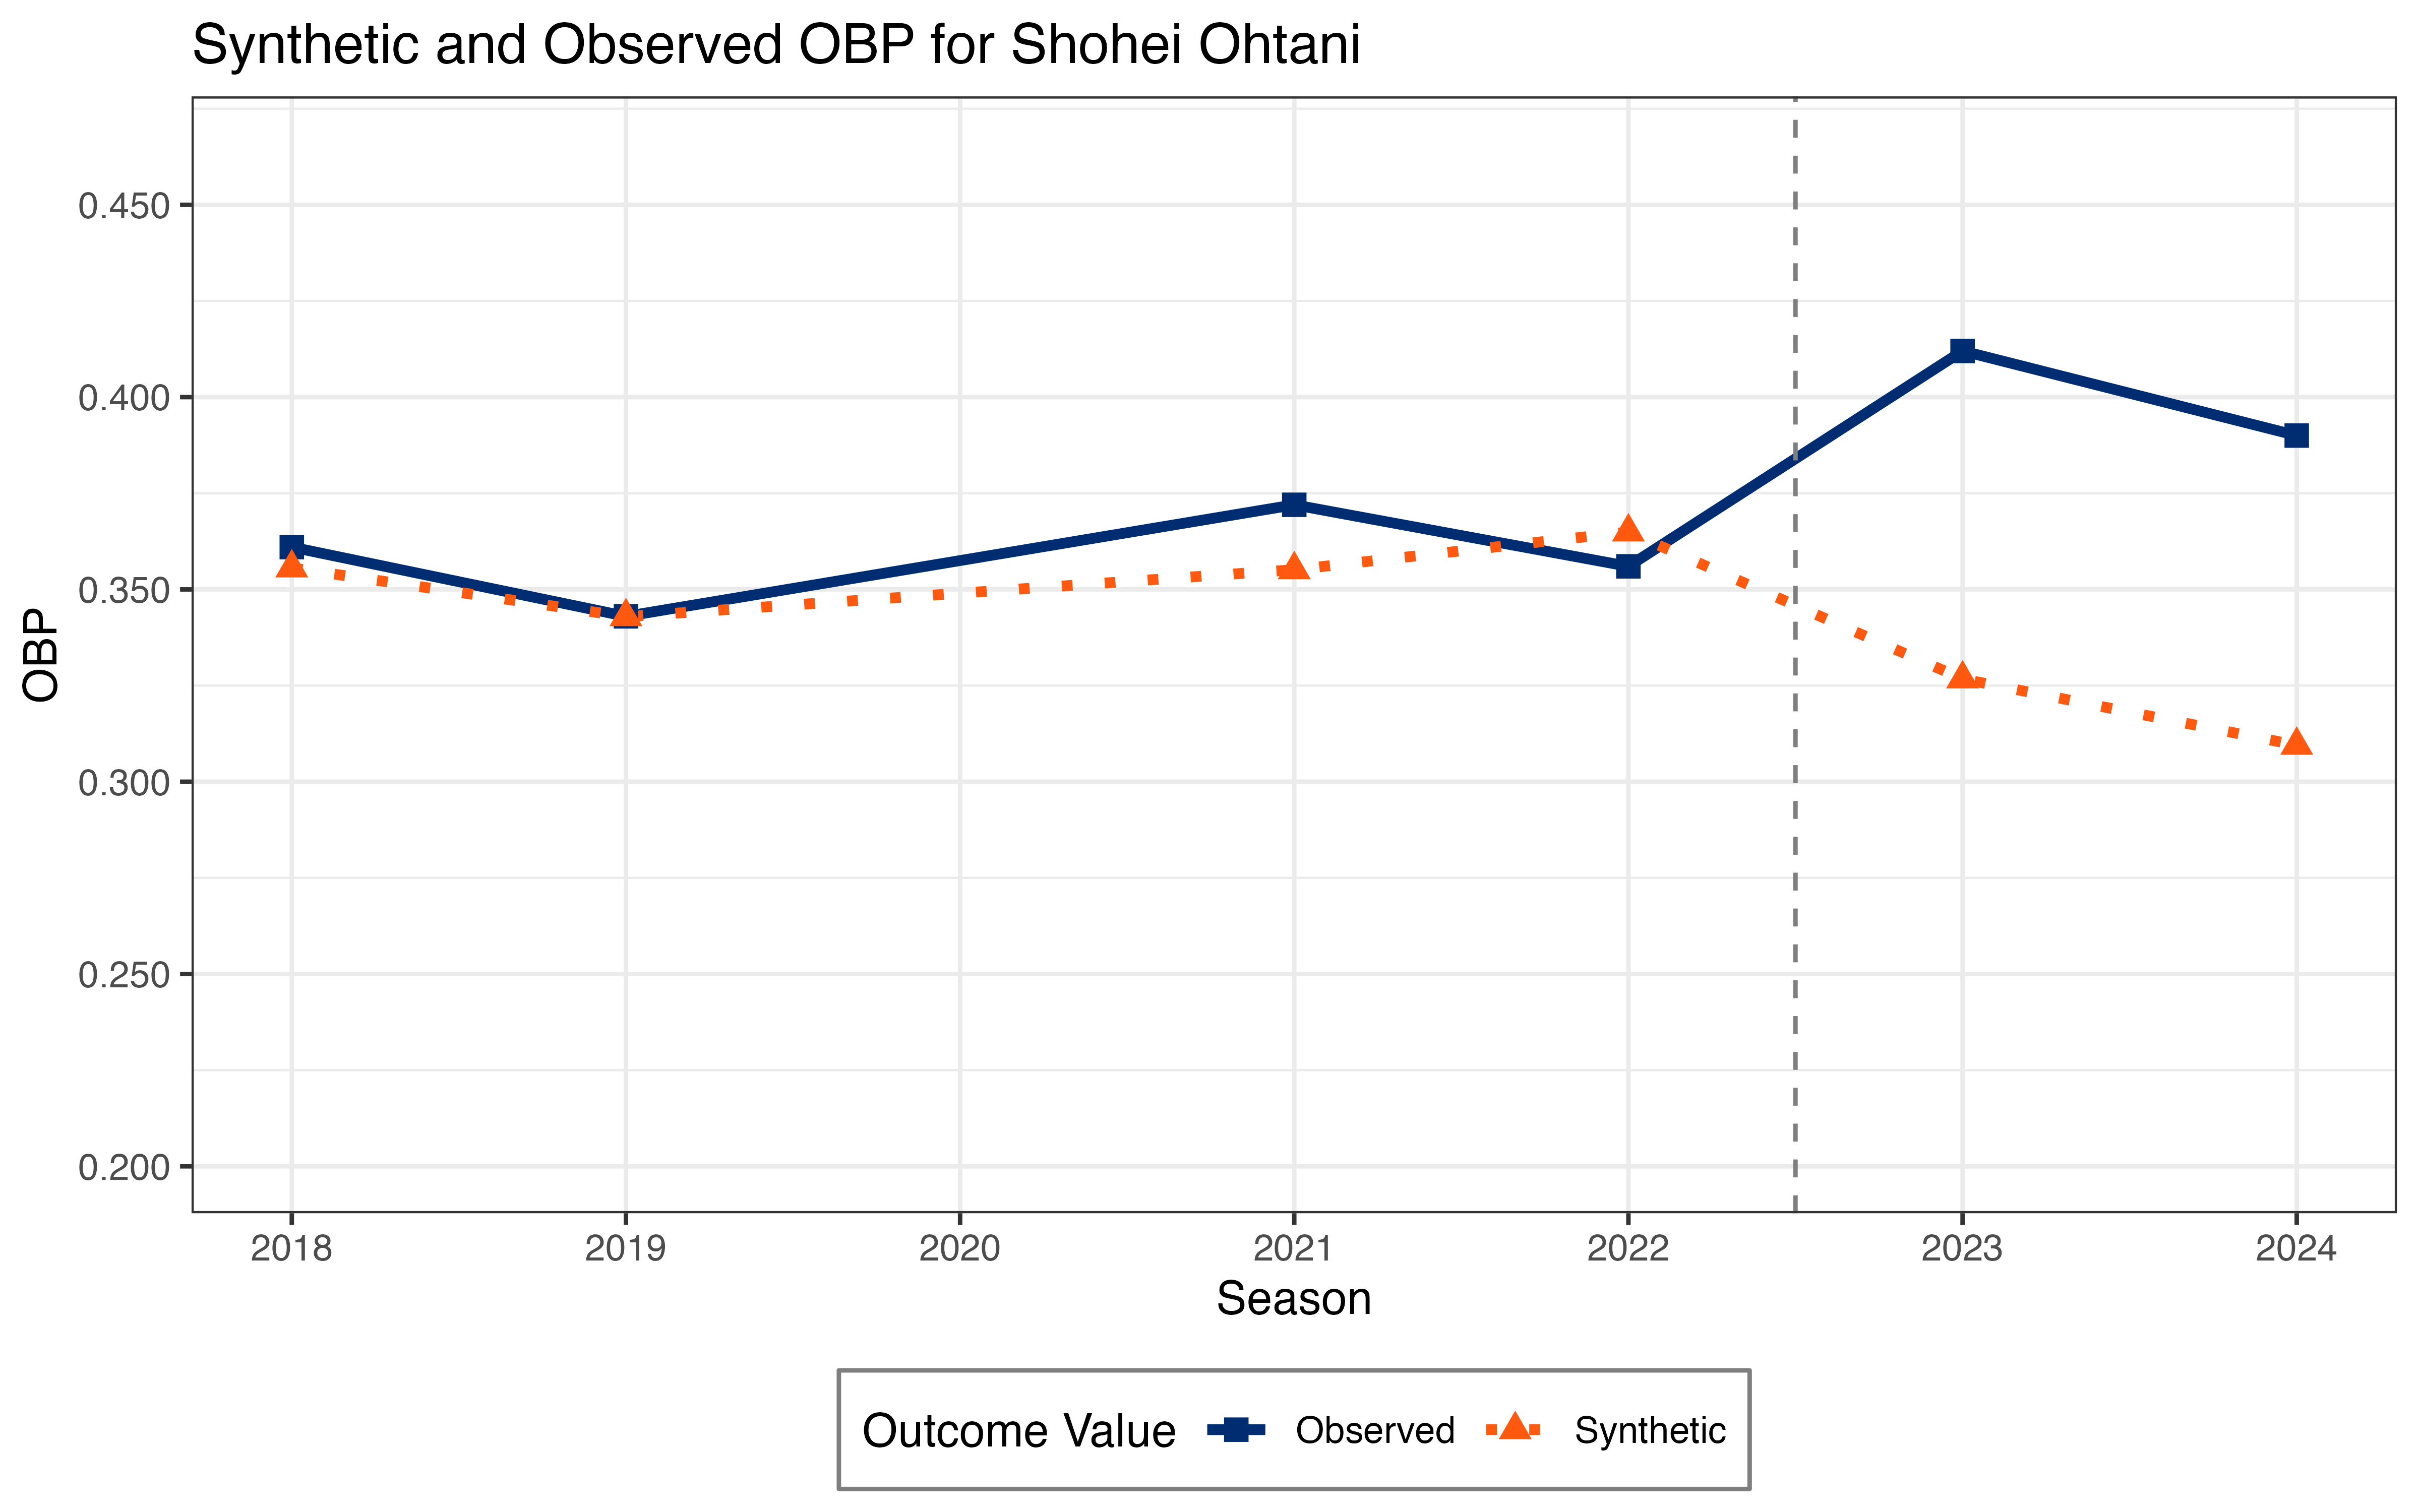 Synthetic and Observed OBP for Shohei Ohtani
0.450
0.400
0.350
0.300
0.250
0.200
OBP
2018 2019 2020 2021 2022 2023 2024
Season
Outcome Value Observed Synthetic